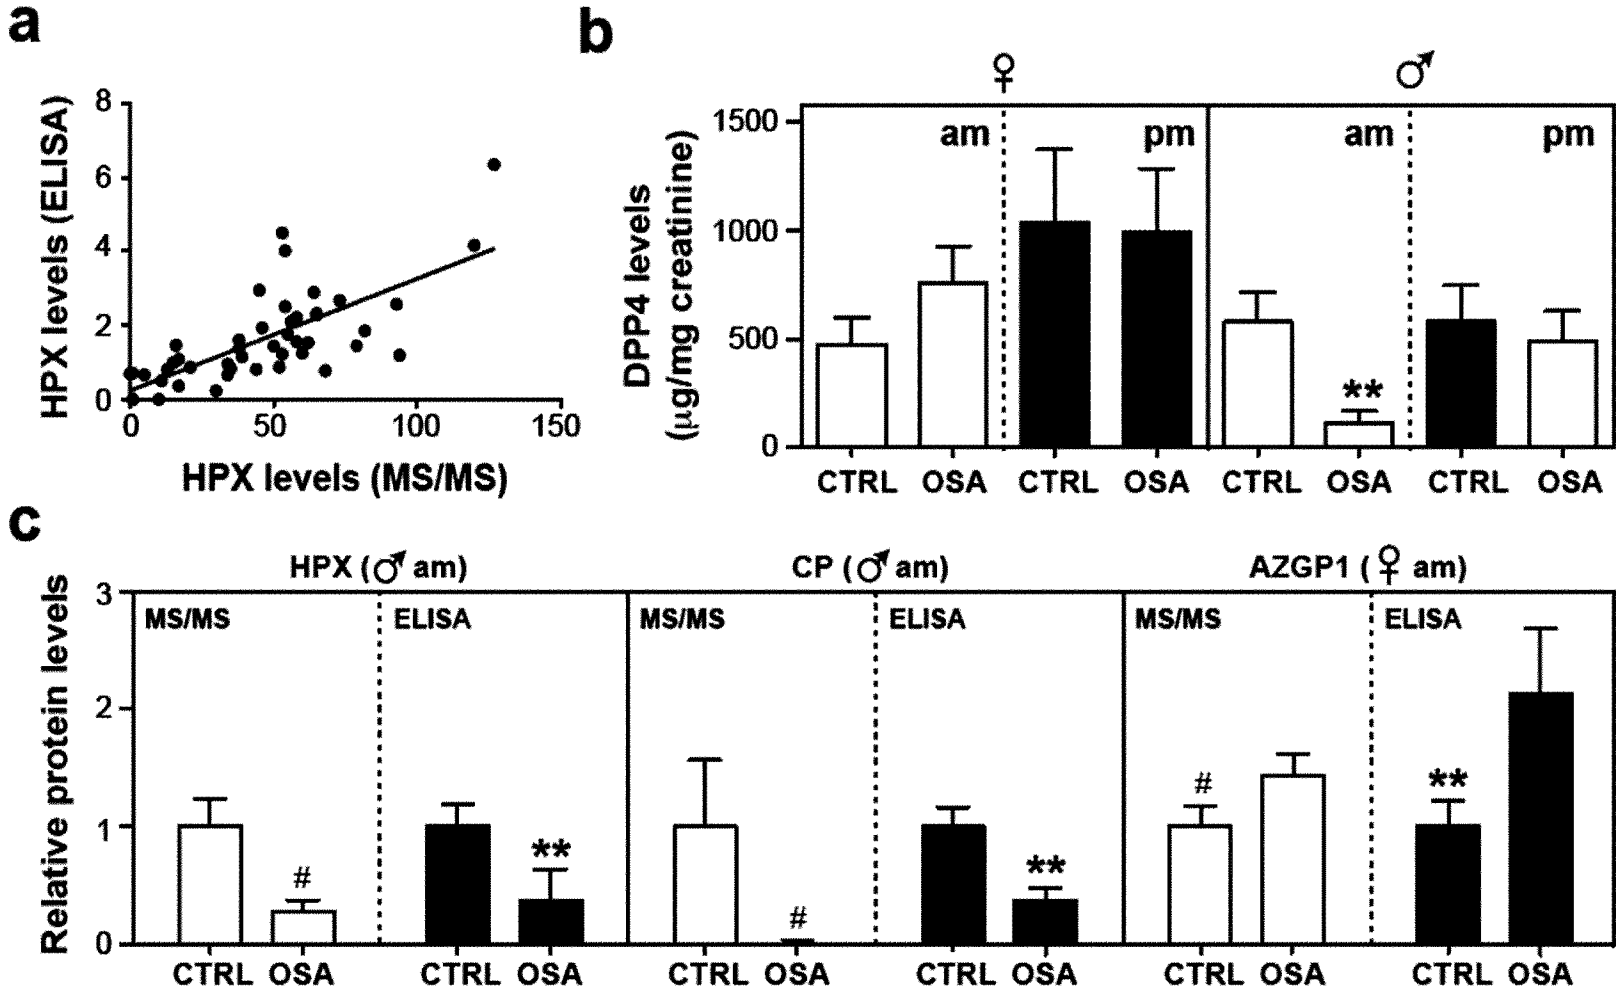 a
HPX levels (ELISA)
8
6
4
2
0
0 50 100 150
HPX levels (MS/MS)
b
♀ ♂
DPP4 levels
(µg/mg creatinine)
1500
1000
500
0
am pm am pm
**
CTRL OSA CTRL OSA CTRL OSA CTRL OSA
c
HPX (♂ am) CP (♂ am) AZGP1 (♀ am)
Relative protein levels
3
2
1
0
MS/MS ELISA MS/MS ELISA MS/MS ELISA
# ** # ** # **
CTRL OSA CTRL OSA CTRL OSA CTRL OSA CTRL OSA CTRL OSA